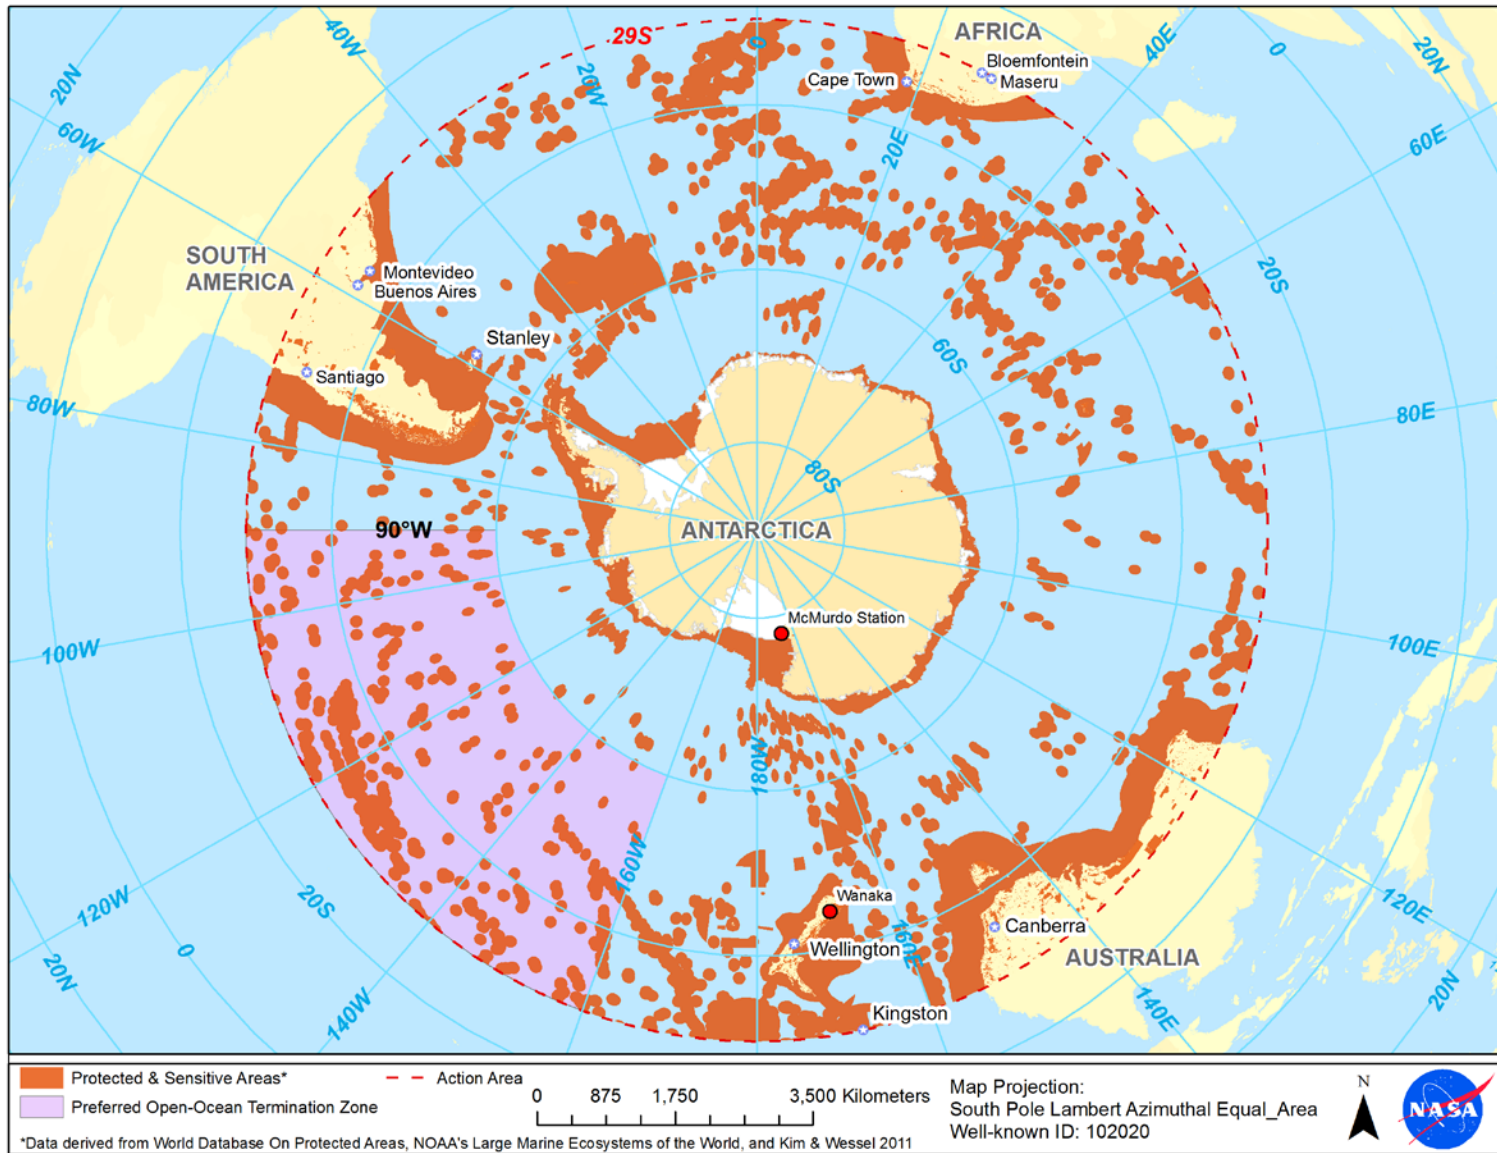 29S
AFRICA
40W
20W
0
40E
0
20N
20N
Bloemfontein
Cape Town
Maseru
60W
20E
60E
SOUTH
AMERICA
Montevideo
Buenos Aires
20S
Stanley
60S
Santiago
80W
80E
80S
90°W
ANTARCTICA
McMurdo Station
100W
100E
180W
160W
120W
20S
Wanaka
120E
Canberra
Wellington
160E
AUSTRALIA
0
20N
140W
Kingston
140E
20N
Protected & Sensitive Areas*
Action Area
Preferred Open-Ocean Termination Zone
0 875 1,750 3,500 Kilometers
Map Projection:
South Pole Lambert Azimuthal Equal_Area
Well-known ID: 102020
N
NASA
*Data derived from World Database On Protected Areas, NOAA's Large Marine Ecosystems of the World, and Kim & Wessel 2011